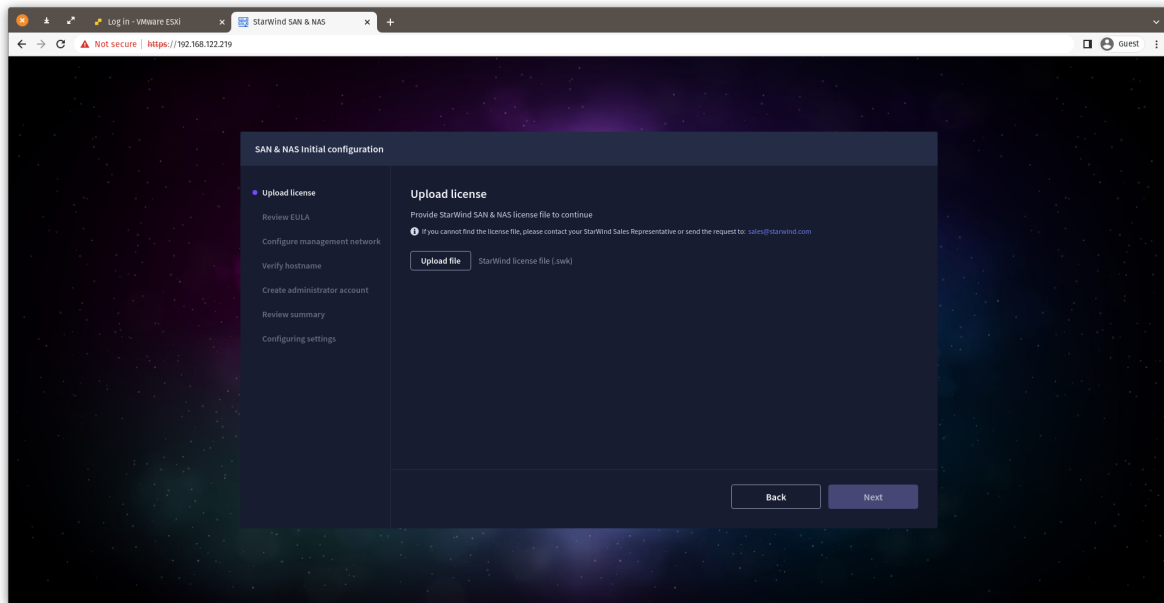 Log in - VMware ESXi
StarWind SAN & NAS
Not secure https://192.168.122.219
Guest
SAN & NAS Initial configuration
Upload license
Review EULA
Configure management network
Verify hostname
Create administrator account
Review summary
Configuring settings
Upload license
Provide StarWind SAN & NAS license file to continue
If you cannot find the license file, please contact your StarWind Sales Representative or send the request to: sales@starwind.com
Upload file StarWind license file (.swk)
Back Next